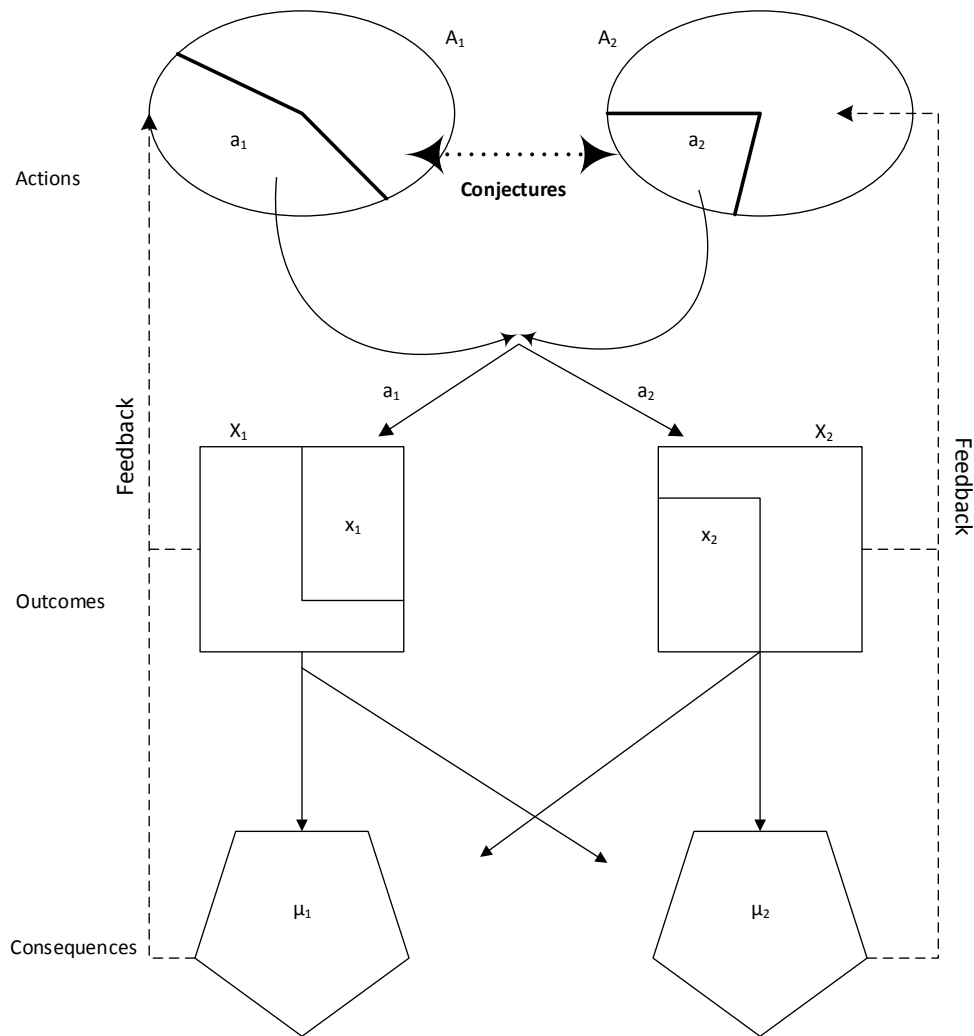 A₁
A₂
a₁
a₂
Actions
Conjectures
a₁
a₂
X₁
X₂
Feedback
Feedback
x₁
x₂
Outcomes
μ₁
μ₂
Consequences